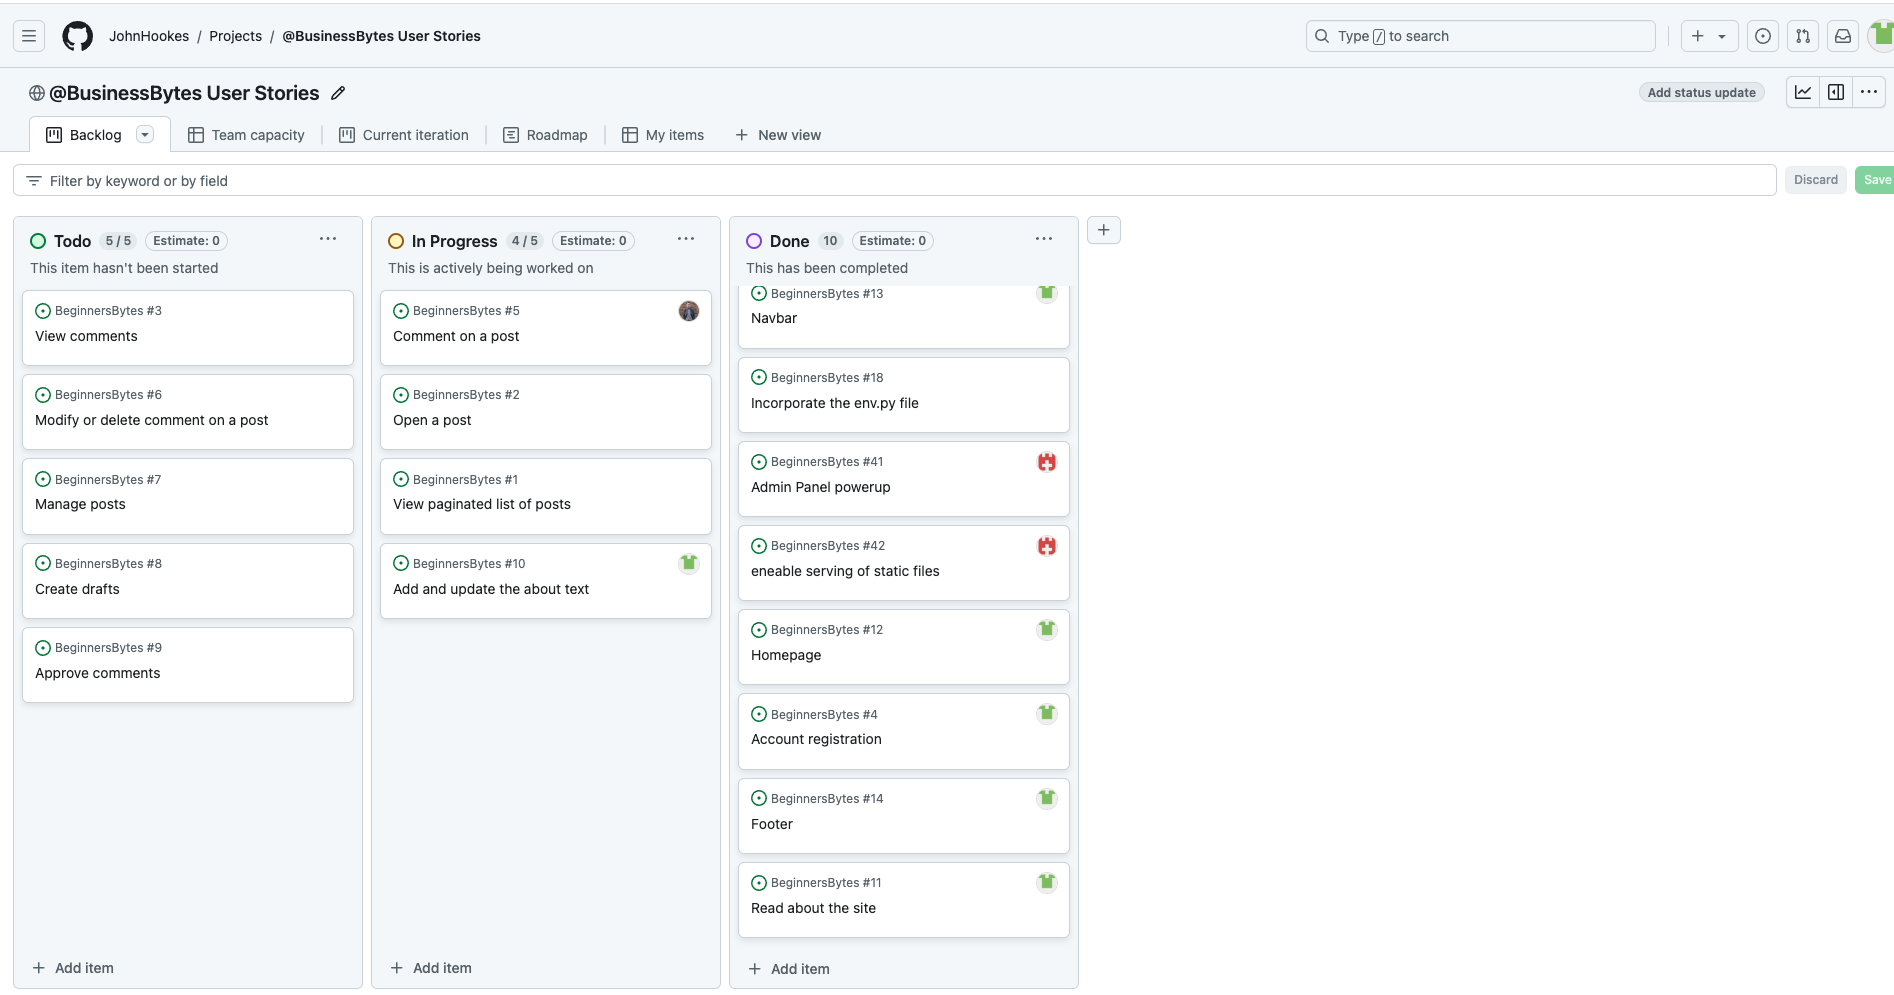 JohnHookes / Projects / @BusinessBytes User Stories
Type / to search
@BusinessBytes User Stories
Add status update
Backlog
Team capacity
Current iteration
Roadmap
My items
New view
Filter by keyword or by field
Discard
Save
Todo 5 / 5 Estimate: 0
This item hasn't been started
BeginnersBytes #3
View comments
BeginnersBytes #6
Modify or delete comment on a post
BeginnersBytes #7
Manage posts
BeginnersBytes #8
Create drafts
BeginnersBytes #9
Approve comments
Add item
In Progress 4 / 5 Estimate: 0
This is actively being worked on
BeginnersBytes #5
Comment on a post
BeginnersBytes #2
Open a post
BeginnersBytes #1
View paginated list of posts
BeginnersBytes #10
Add and update the about text
Add item
Done 10 Estimate: 0
This has been completed
BeginnersBytes #13
Navbar
BeginnersBytes #18
Incorporate the env.py file
BeginnersBytes #41
Admin Panel powerup
BeginnersBytes #42
eneable serving of static files
BeginnersBytes #12
Homepage
BeginnersBytes #4
Account registration
BeginnersBytes #14
Footer
BeginnersBytes #11
Read about the site
Add item